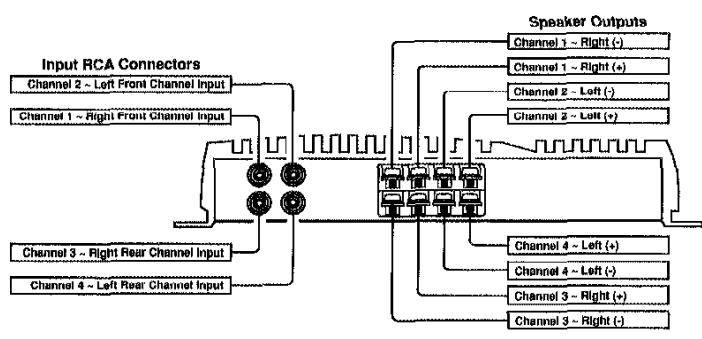 Speaker Outputs
Channel 1 ~ Right (-)
Input RCA Connectors
Channel 1 ~ Right (+)
Channel 2 ~ Left Front Channel Input
Channel 2 ~ Left (-)
Channel 1 ~ Right Front Channel Input
Channel 2 ~ Left (+)
Channel 3 ~ Right Rear Channel Input
Channel 4 ~ Left (+)
Channel 4 ~ Left (-)
Channel 4 ~ Left Rear Channel Input
Channel 3 ~ Right (+)
Channel 3 ~ Right (-)